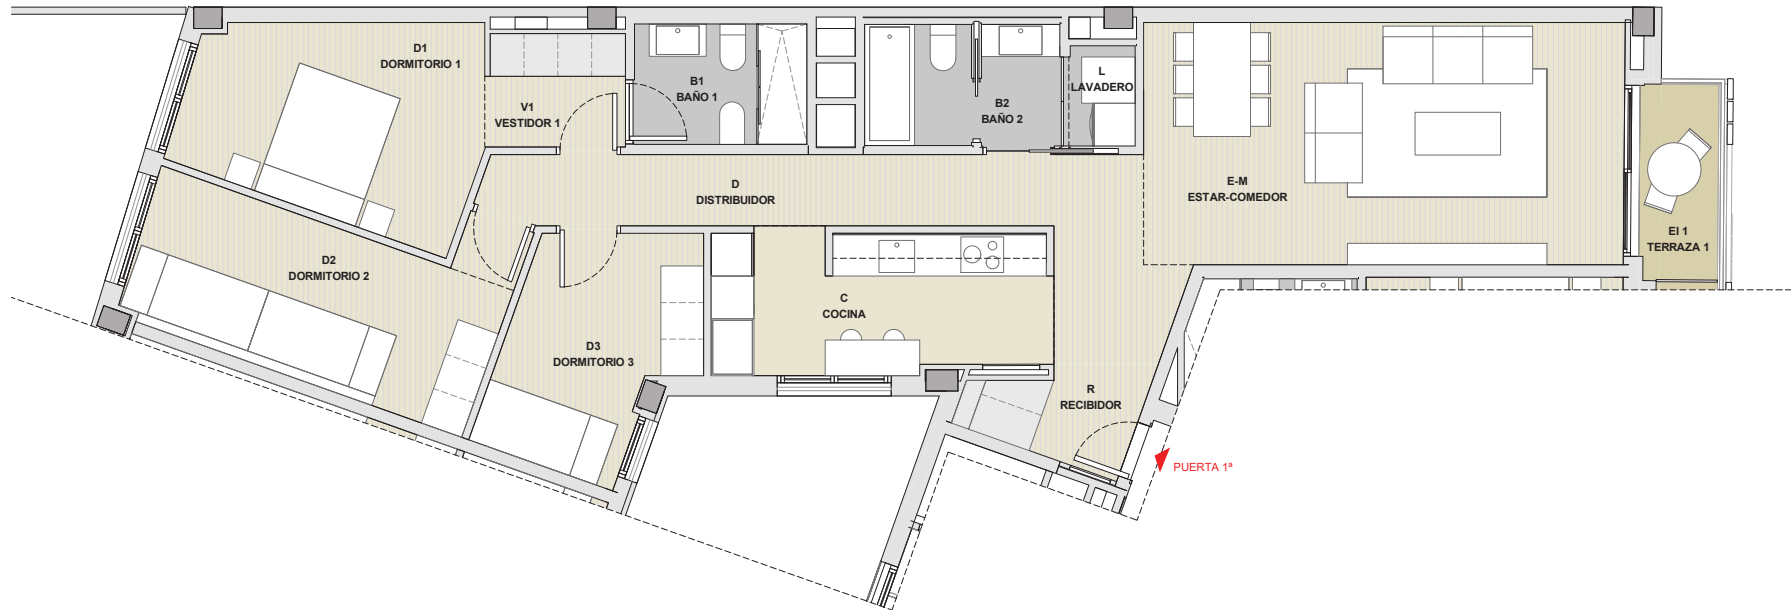 D1
DORMITORIO 1
V1
VESTIDOR 1
B1
BAÑO 1
B2
BAÑO 2
L
LAVADERO
D
DISTRIBUIDOR
E-M
ESTAR-COMEDOR
EI 1
TERRAZA 1
D2
DORMITORIO 2
D3
DORMITORIO 3
C
COCINA
R
RECIBIDOR
PUERTA 1ª